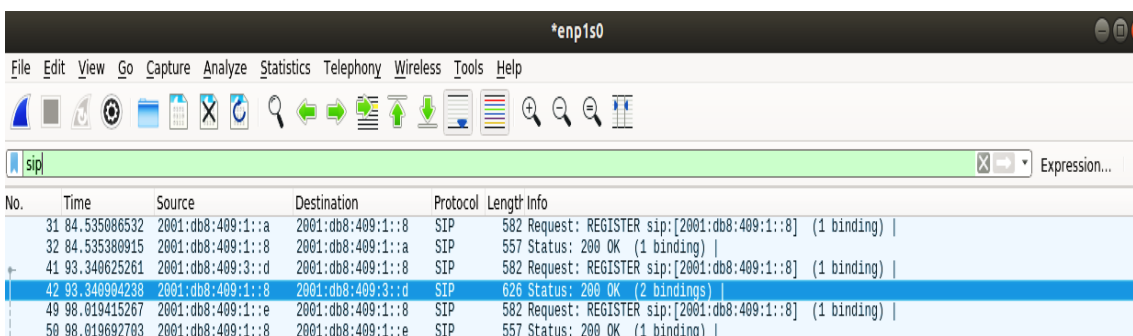 *enp1s0
File Edit View Go Capture Analyze Statistics Telephony Wireless Tools Help
sip Expression...
No. Time Source Destination Protocol Length Info
31 84.535086532 2001:db8:409:1::a 2001:db8:409:1::8 SIP 582 Request: REGISTER sip:[2001:db8:409:1::8] (1 binding) |
32 84.535380915 2001:db8:409:1::8 2001:db8:409:1::a SIP 557 Status: 200 OK (1 binding) |
41 93.340625261 2001:db8:409:3::d 2001:db8:409:1::8 SIP 582 Request: REGISTER sip:[2001:db8:409:1::8] (1 binding) |
42 93.340904238 2001:db8:409:1::8 2001:db8:409:3::d SIP 626 Status: 200 OK (2 bindings) |
49 98.019415267 2001:db8:409:1::e 2001:db8:409:1::8 SIP 582 Request: REGISTER sip:[2001:db8:409:1::8] (1 binding) |
50 98.019692703 2001:db8:409:1::8 2001:db8:409:1::e SIP 557 Status: 200 OK (1 binding) |